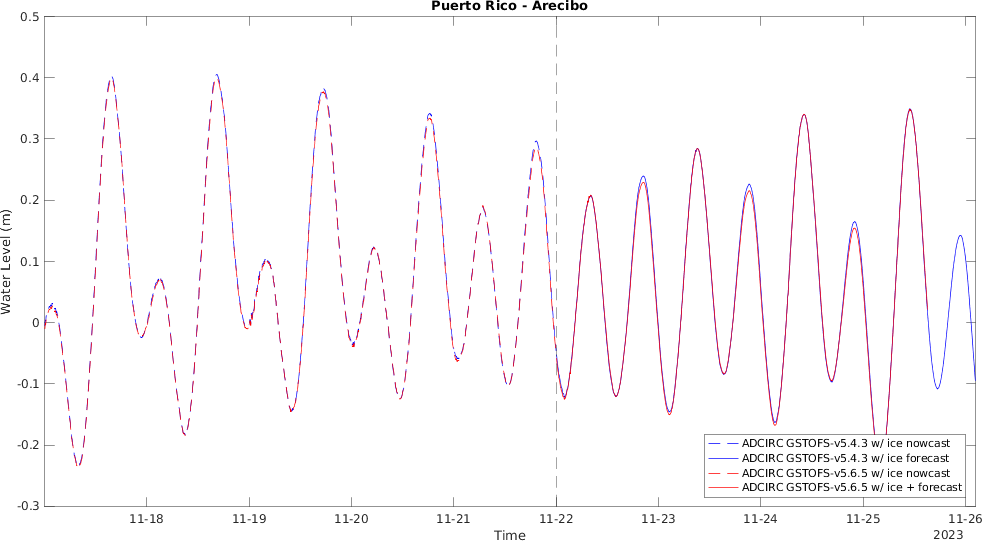 Puerto Rico - Arecibo
0.5
0.4
0.3
0.2
0.1
0
-0.1
-0.2
-0.3
Water Level (m)
ADCIRC GSTOFS-v5.4.3 w/ ice nowcast
ADCIRC GSTOFS-v5.4.3 w/ ice forecast
ADCIRC GSTOFS-v5.6.5 w/ ice nowcast
ADCIRC GSTOFS-v5.6.5 w/ ice + forecast
11-18 11-19 11-20 11-21 11-22 11-23 11-24 11-25 11-26
Time
2023